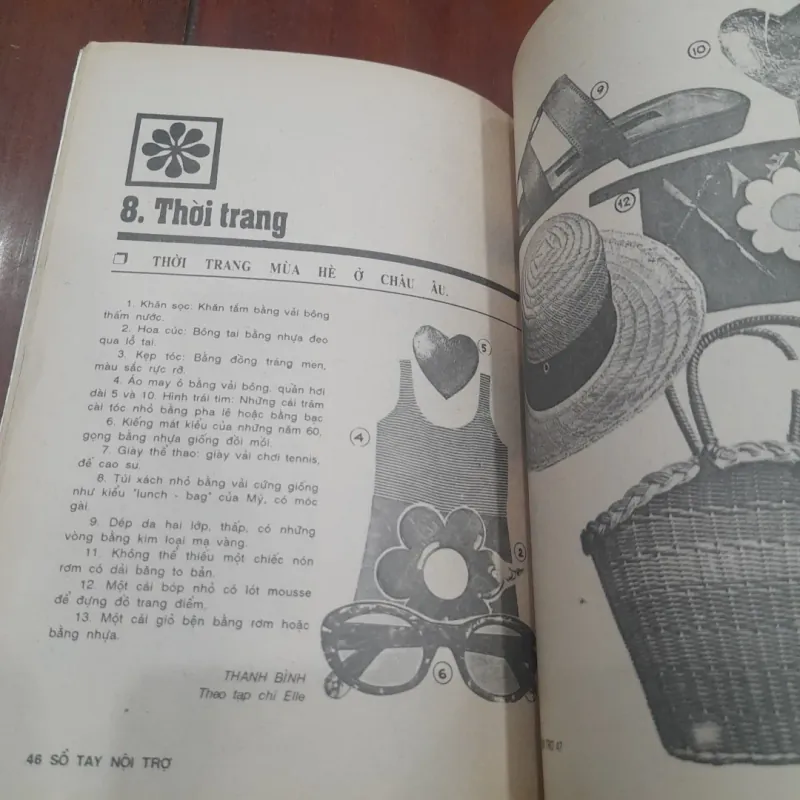 8. Thời trang
THỜI TRANG MÙA HÈ Ở CHÂU ÂU.
1. Khăn sọc: Khăn tắm bằng vải bông
thấm nước.
2. Hoa cúc: Bông tai bằng nhựa đeo
qua lỗ tai.
3. Kẹp tóc: Bằng đồng tráng men,
màu sắc rực rỡ.
4. Áo may ô bằng vải bông, quần hơi
dài 5 và 10. Hình trái tim: Những cái trâm
cài tóc nhỏ bằng pha lê hoặc bằng bạc
6. Kiếng mát kiểu của những năm 60,
gọng bằng nhựa giống đồi mồi.
7. Giày thể thao: giày vải chơi tennis,
đế cao su.
8. Túi xách nhỏ bằng vải cứng giống
như kiểu "lunch - bag" của Mỹ, có móc
gài.
9. Dép da hai lớp, thấp, có những
vòng bằng kim loại mạ vàng.
11. Không thể thiếu một chiếc nón
rơm có dải băng to bản.
12. Một cái bóp nhỏ có lót mousse
để đựng đồ trang điểm.
13. Một cái giỏ bện bằng rơm hoặc
bằng nhựa.
THANH BÌNH
Theo tạp chí Elle
46 SỔ TAY NỘI TRỢ
5
4
2
6
10
9
12
47